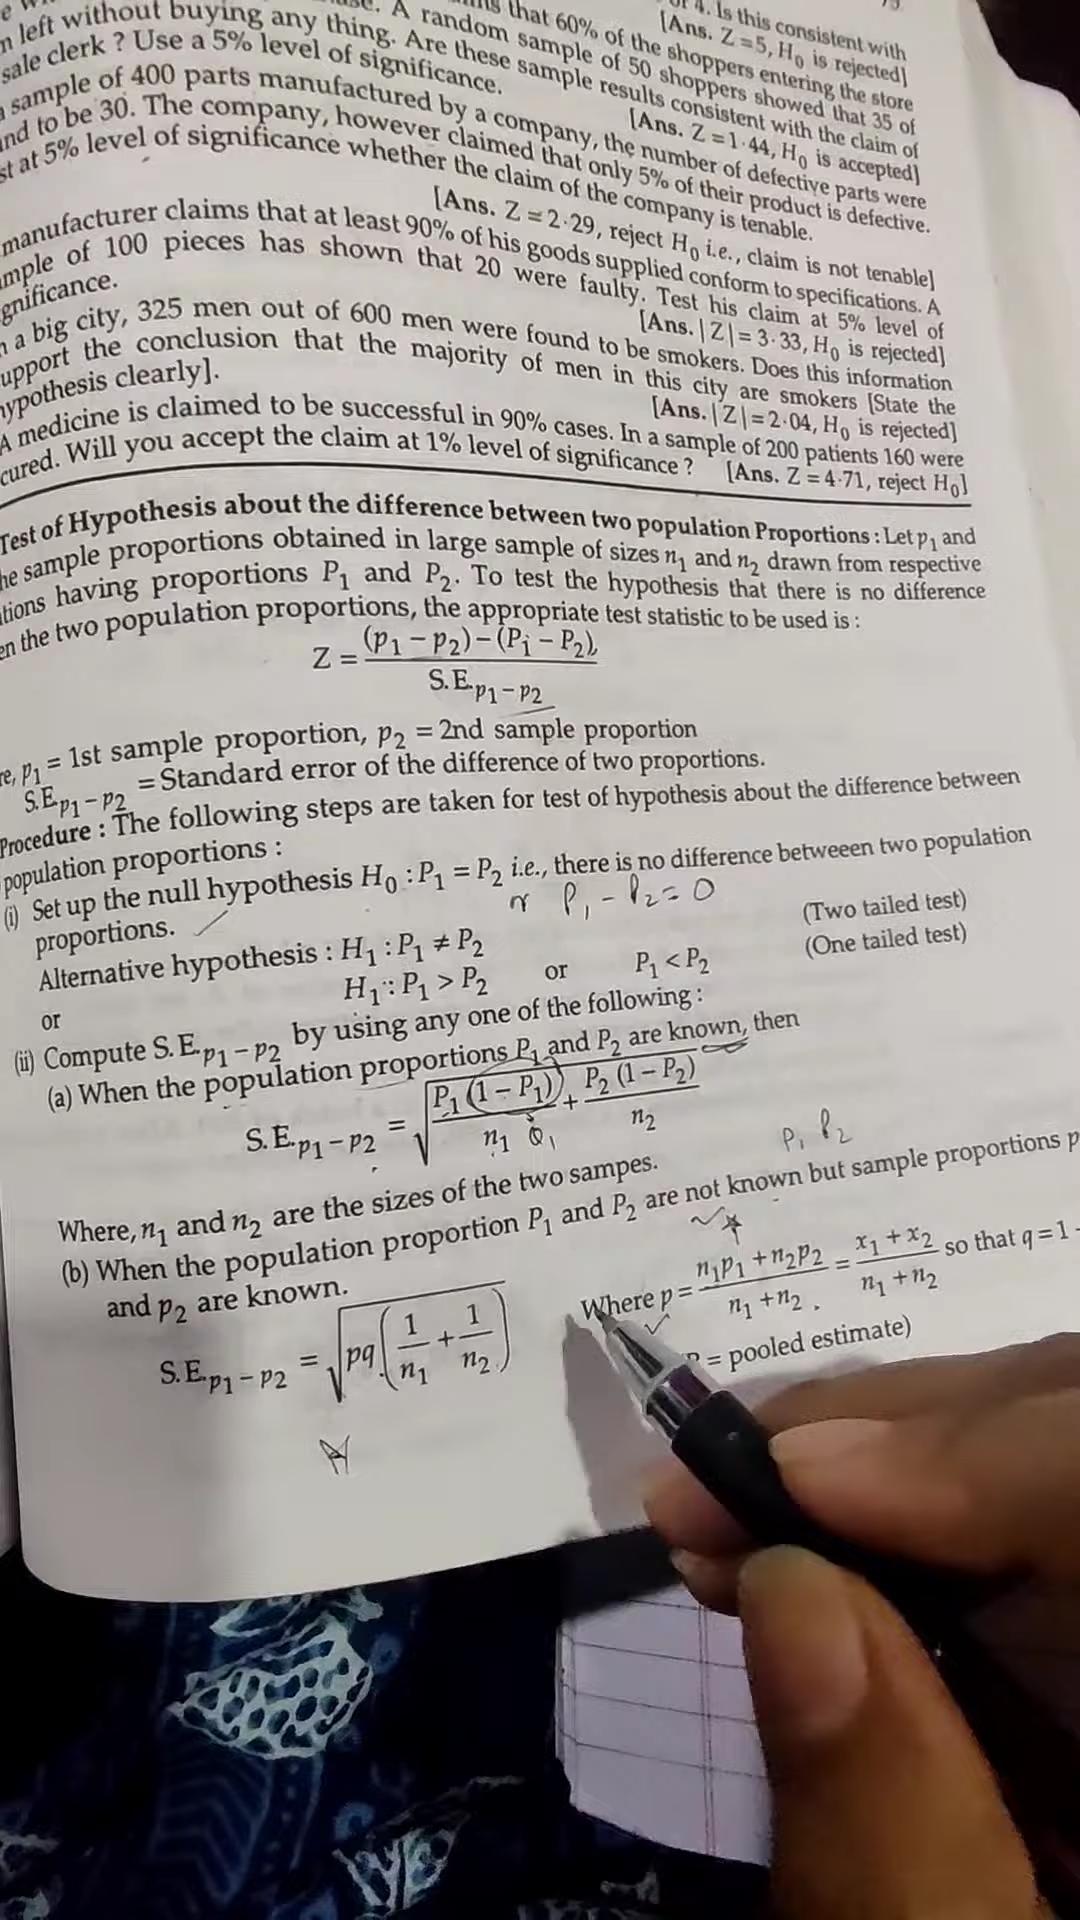 that 60% of the shoppers entering the store
4. Is this consistent with
[Ans. Z = 5, H₀ is rejected]
n left without buying any thing. A random sample of 50 shoppers showed that 35 of
sale clerk ? Use a 5% level of significance. Are these sample results consistent with the claim of
[Ans. Z = 1·44, H₀ is accepted]
sample of 400 parts manufactured by a company, the number of defective parts were
nd to be 30. The company, however claimed that only 5% of their product is defective.
st at 5% level of significance whether the claim of the company is tenable.
[Ans. Z = 2·29, reject H₀ i.e., claim is not tenable]
manufacturer claims that at least 90% of his goods supplied conform to specifications. A
mple of 100 pieces has shown that 20 were faulty. Test his claim at 5% level of
gnificance.
[Ans. | Z | = 3·33, H₀ is rejected]
n a big city, 325 men out of 600 men were found to be smokers. Does this information
upport the conclusion that the majority of men in this city are smokers [State the
ypothesis clearly].
[Ans. | Z | = 2·04, H₀ is rejected]
A medicine is claimed to be successful in 90% cases. In a sample of 200 patients 160 were
cured. Will you accept the claim at 1% level of significance ? [Ans. Z = 4·71, reject H₀]
Test of Hypothesis about the difference between two population Proportions : Let p₁ and
he sample proportions obtained in large sample of sizes n₁ and n₂ drawn from respective
tions having proportions P₁ and P₂. To test the hypothesis that there is no difference
en the two population proportions, the appropriate test statistic to be used is :
Z = (p₁ – p₂) – (P₁ – P₂) / S.E.p₁ – p₂
re, p₁ = 1st sample proportion, p₂ = 2nd sample proportion
S.E.p₁ – p₂ = Standard error of the difference of two proportions.
Procedure : The following steps are taken for test of hypothesis about the difference between
population proportions :
(i) Set up the null hypothesis H₀ : P₁ = P₂ i.e., there is no difference betweeen two population
proportions.
or P₁ – P₂ = 0
Alternative hypothesis : H₁ : P₁ ≠ P₂ (Two tailed test)
or H₁ : P₁ > P₂ or P₁ < P₂ (One tailed test)
(ii) Compute S.E.p₁ – p₂ by using any one of the following :
(a) When the population proportions P₁ and P₂ are known, then
S.E.p₁ – p₂ = √(P₁ (1 – P₁) / n₁ + P₂ (1 – P₂) / n₂)
Q₁
P₁ P₂
Where, n₁ and n₂ are the sizes of the two sampes.
(b) When the population proportion P₁ and P₂ are not known but sample proportions p
and p₂ are known.
S.E.p₁ – p₂ = √(pq (1/n₁ + 1/n₂)) Where p = (n₁p₁ + n₂p₂) / (n₁ + n₂) = (x₁ + x₂) / (n₁ + n₂) so that q = 1 –
= pooled estimate)